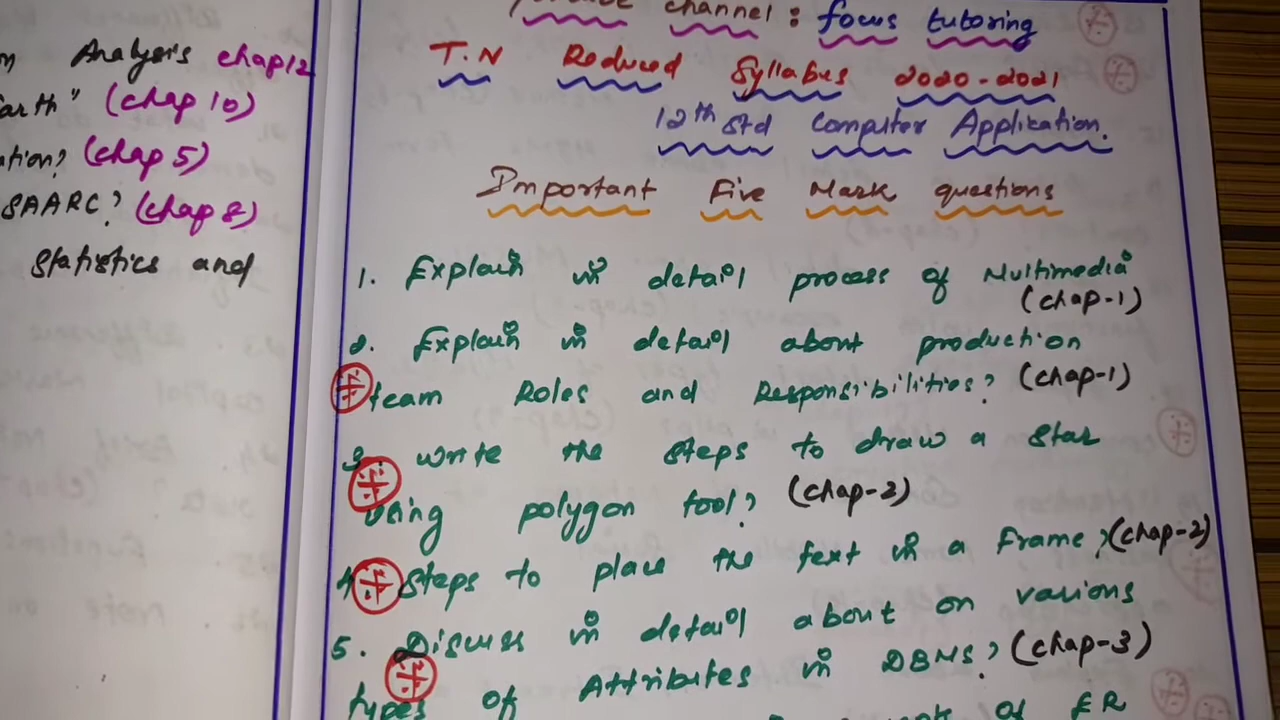 Analysis chap12
(chap 10)
(chap 5)
SAARC? (chap 8)
Statistics and
channel : focus tutoring
T.N Reduced Syllabus 2020-2021
12th std Computer Application.
Important Five Mark questions
1. Explain in detail process of Multimedia
(chap-1)
2. Explain in detail about production
team Roles and Responsibilities? (chap-1)
3. write the steps to draw a star
using polygon tool? (chap-2)
4. Steps to place the text in a frame? (chap-2)
5. Discuss in detail about on various
types of Attributes in DBMS? (chap-3)
of ER